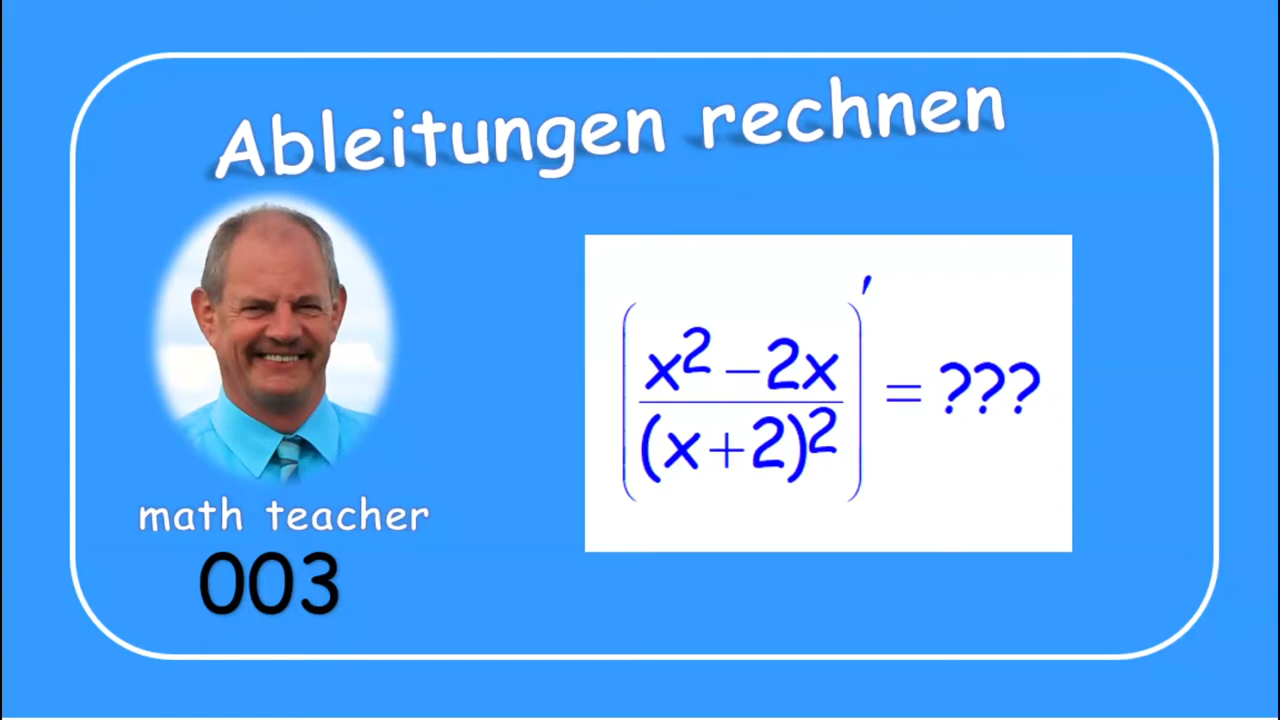 Ableitungen rechnen
math teacher
003
(x²−2x / (x+2)²)′ = ???